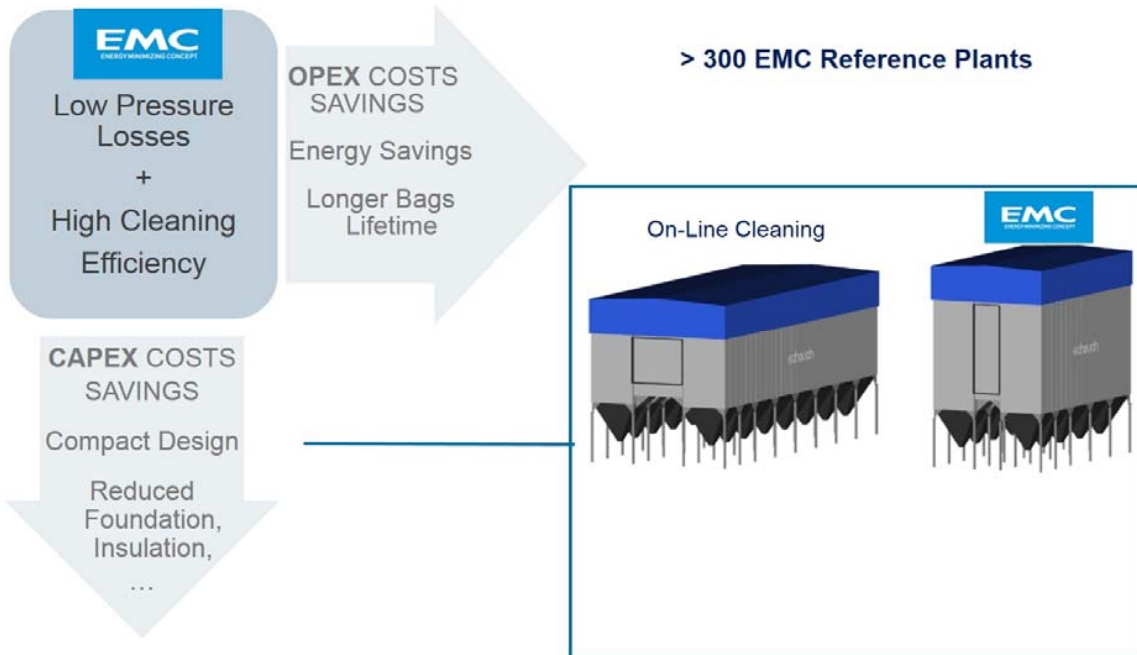 EMC
ENERGY MINIMIZING CONCEPT
Low Pressure
Losses
+
High Cleaning
Efficiency
OPEX COSTS
SAVINGS
Energy Savings
Longer Bags
Lifetime
> 300 EMC Reference Plants
CAPEX COSTS
SAVINGS
Compact Design
Reduced
Foundation,
Insulation,
...
On-Line Cleaning
EMC
ENERGY MINIMIZING CONCEPT
scheuch
scheuch